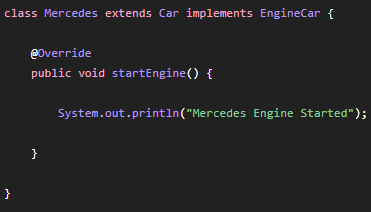 class Mercedes extends Car implements EngineCar {
@Override
public void startEngine() {
System.out.println("Mercedes Engine Started");
}
}